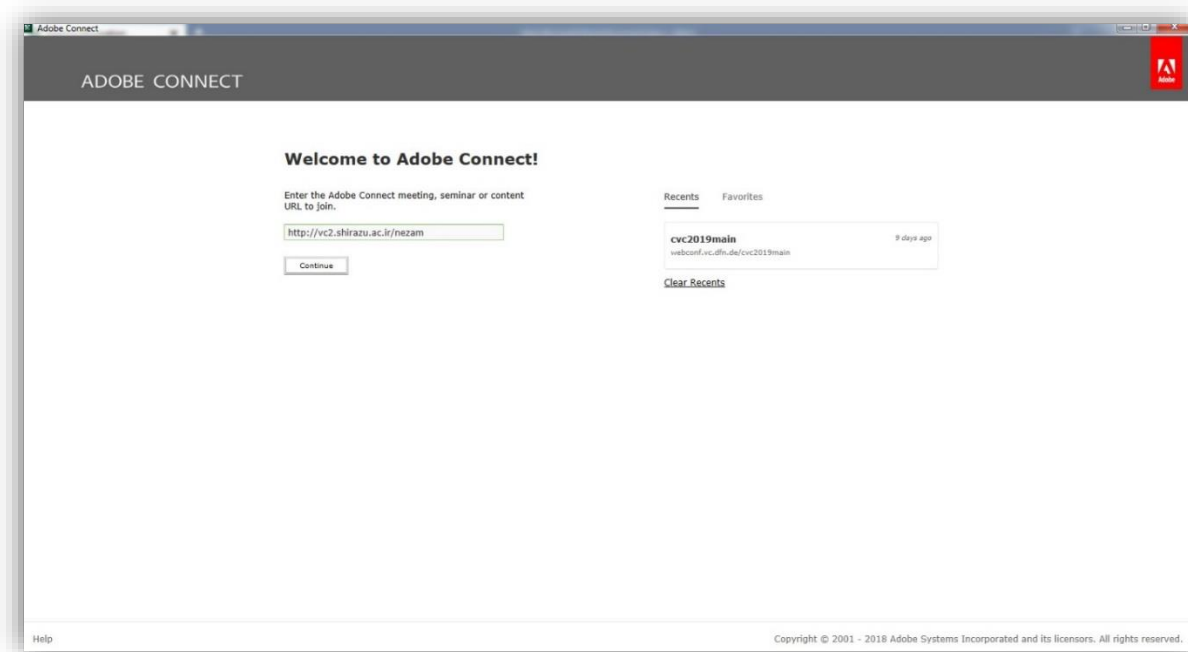 Adobe Connect
ADOBE CONNECT
Adobe
Welcome to Adobe Connect!
Enter the Adobe Connect meeting, seminar or content
URL to join.
http://vc2.shirazu.ac.ir/nezam
Continue
Recents Favorites
cvc2019main 9 days ago
webconf.vc.dfn.de/cvc2019main
Clear Recents
Help
Copyright © 2001 - 2018 Adobe Systems Incorporated and its licensors. All rights reserved.